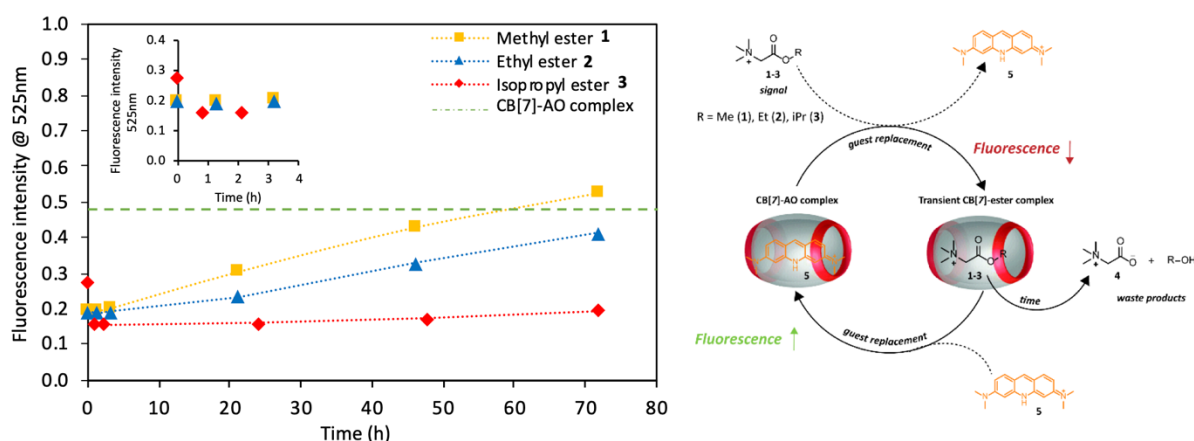 Fluorescence intensity @ 525nm
1.0
0.9
0.8
0.7
0.6
0.5
0.4
0.3
0.2
0.1
0.0
0 10 20 30 40 50 60 70 80
Time (h)
Fluorescence intensity
525nm
0.4
0.3
0.2
0.1
0.0
0 1 2 3 4
Time (h)
Methyl ester 1
Ethyl ester 2
Isopropyl ester 3
CB[7]-AO complex
N
+
O
O
R
1-3
signal
R = Me (1), Et (2), iPr (3)
N
N
H
N
+
5
guest replacement
Fluorescence ↓
CB[7]-AO complex
Transient CB[7]-ester complex
N
H
5
N
+
O
O
R
1-3
time
N
+
O
O
-
4
+ R-OH
waste products
Fluorescence ↑
guest replacement
N
N
H
N
+
5